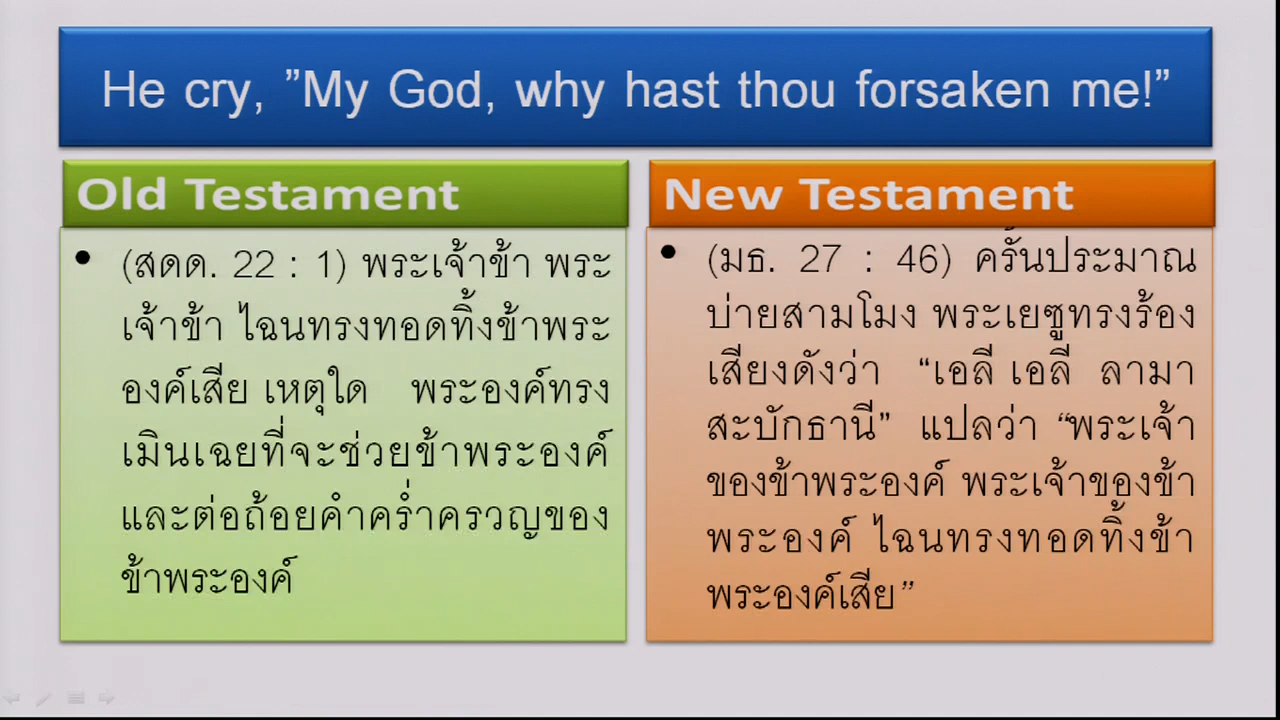 He cry, ”My God, why hast thou forsaken me!”
Old Testament
• (สดด. 22 : 1) พระเจ้าข้า พระ
เจ้าข้า ไฉนทรงทอดทิ้งข้าพระ
องค์เสีย เหตุใด พระองค์ทรง
เมินเฉยที่จะช่วยข้าพระองค์
และต่อถ้อยคำคร่ำครวญของ
ข้าพระองค์
New Testament
• (มธ. 27 : 46) ครั้นประมาณ
บ่ายสามโมง พระเยซูทรงร้อง
เสียงดังว่า “เอลี เอลี ลามา
สะบักธานี” แปลว่า “พระเจ้า
ของข้าพระองค์ พระเจ้าของข้า
พระองค์ ไฉนทรงทอดทิ้งข้า
พระองค์เสีย”